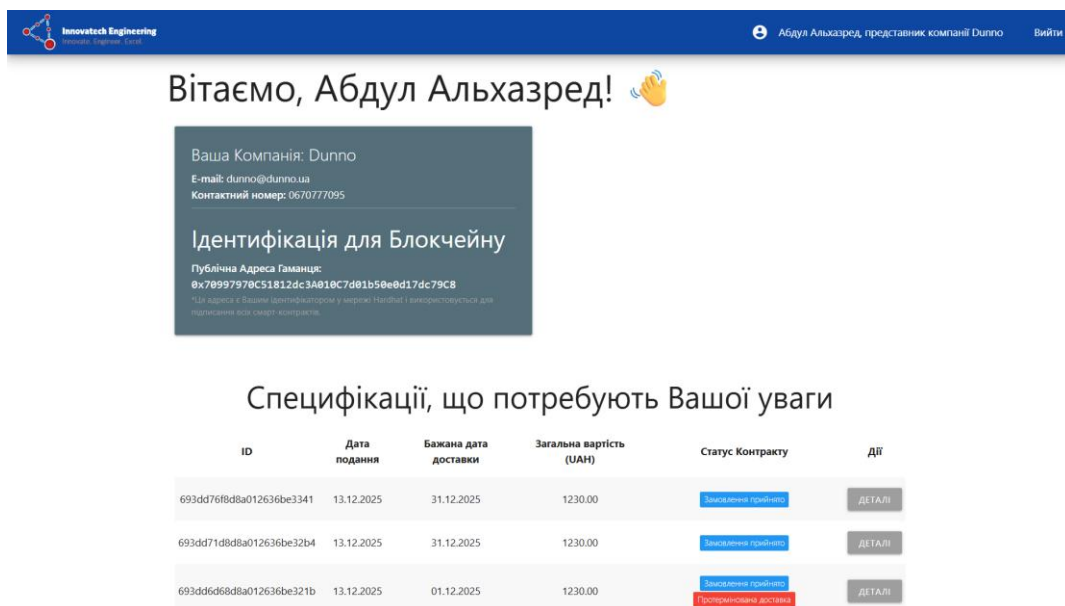 Innovatech Engineering
Innovate. Engineer. Excel.
Абдул Альхазред, представник компанії Dunno
Вийти
Вітаємо, Абдул Альхазред! 👋
Ваша Компанія: Dunno
E-mail: dunno@dunno.ua
Контактний номер: 0670777095
Ідентифікація для Блокчейну
Публічна Адреса Гаманця:
0x70997970C51812dc3A010C7d01b50e0d17dc79C8
*Ця адреса є Вашим ідентифікатором у мережі Hardhat і використовується для
підписання всіх смарт-контрактів.
Специфікації, що потребують Вашої уваги
ID Дата подання Бажана дата доставки Загальна вартість (UAH) Статус Контракту Дії
693dd76f8d8a012636be3341 13.12.2025 31.12.2025 1230.00 Замовлення прийнято ДЕТАЛІ
693dd71d8d8a012636be32b4 13.12.2025 31.12.2025 1230.00 Замовлення прийнято ДЕТАЛІ
693dd6d68d8a012636be321b 13.12.2025 01.12.2025 1230.00 Замовлення прийнято ДЕТАЛІ
Протермінована доставка